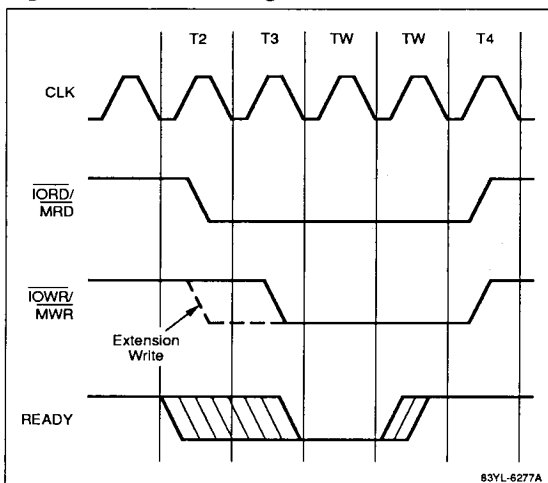 T2 T3 TW TW T4
CLK
IORD/
MRD
IOWR/
MWR
Extension
Write
READY
83YL-6277A